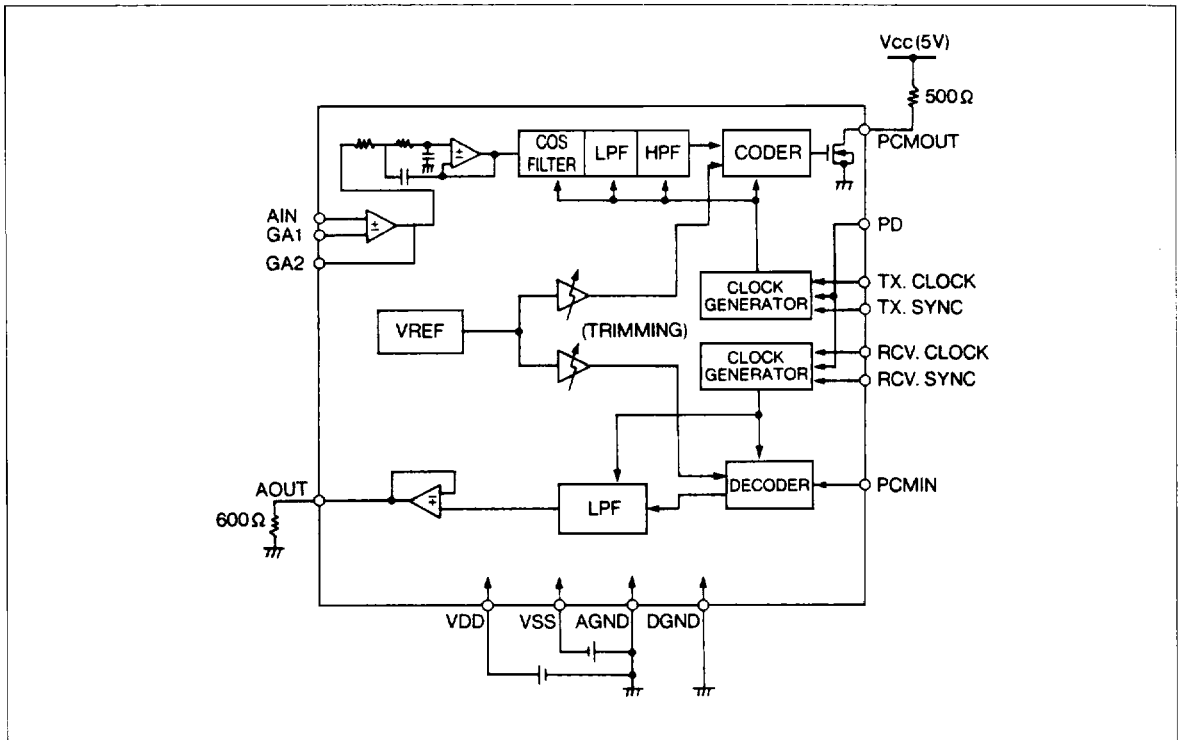 Vcc (5V)
500Ω
PCMOUT
COS
FILTER
LPF
HPF
CODER
±
AIN
GA1
GA2
±
PD
TX. CLOCK
TX. SYNC
CLOCK
GENERATOR
VREF
(TRIMMING)
CLOCK
GENERATOR
RCV. CLOCK
RCV. SYNC
AOUT
600Ω
∓
LPF
DECODER
PCMIN
VDD
VSS
AGND
DGND